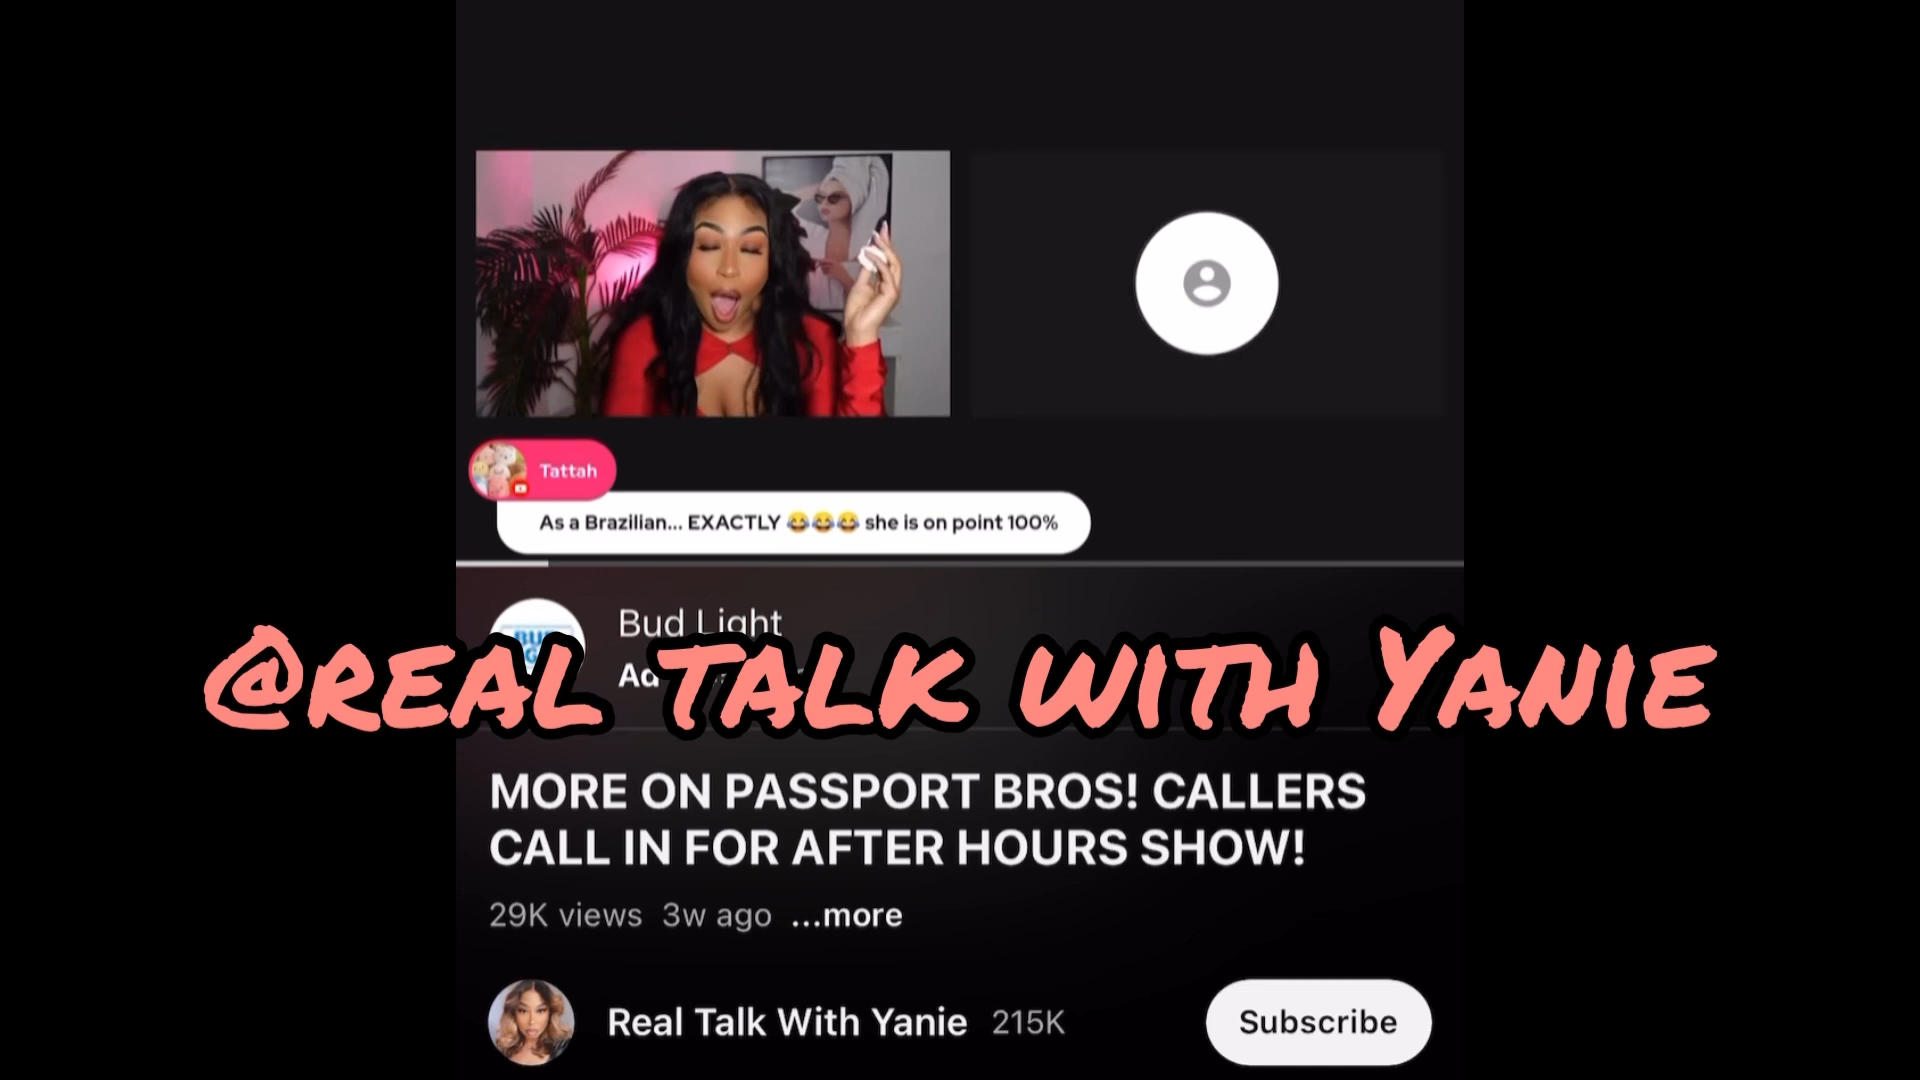 Tattah
As a Brazilian... EXACTLY 😂😂😂 she is on point 100%
Bud Light
Ad
@real talk with Yanie
MORE ON PASSPORT BROS! CALLERS
CALL IN FOR AFTER HOURS SHOW!
29K views 3w ago ...more
Real Talk With Yanie 215K
Subscribe